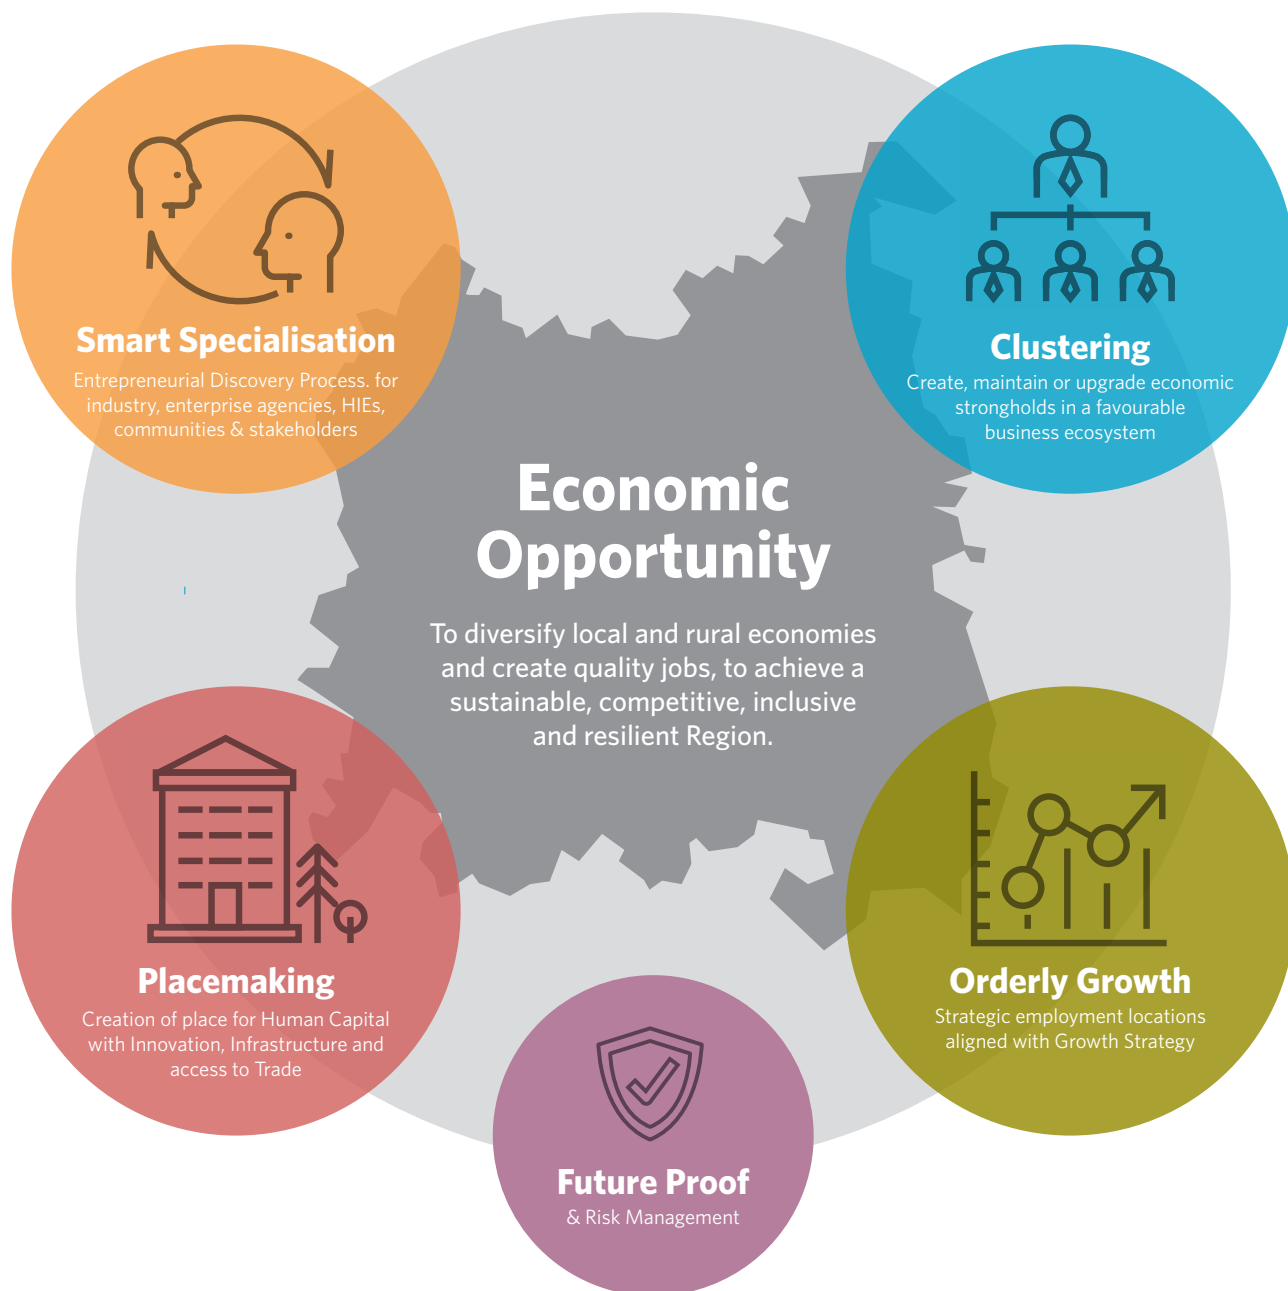 Smart Specialisation
Entrepreneurial Discovery Process. for
industry, enterprise agencies, HIEs,
communities & stakeholders
Clustering
Create, maintain or upgrade economic
strongholds in a favourable
business ecosystem
Economic
Opportunity
To diversify local and rural economies
and create quality jobs, to achieve a
sustainable, competitive, inclusive
and resilient Region.
Placemaking
Creation of place for Human Capital
with Innovation, Infrastructure and
access to Trade
Orderly Growth
Strategic employment locations
aligned with Growth Strategy
Future Proof
& Risk Management